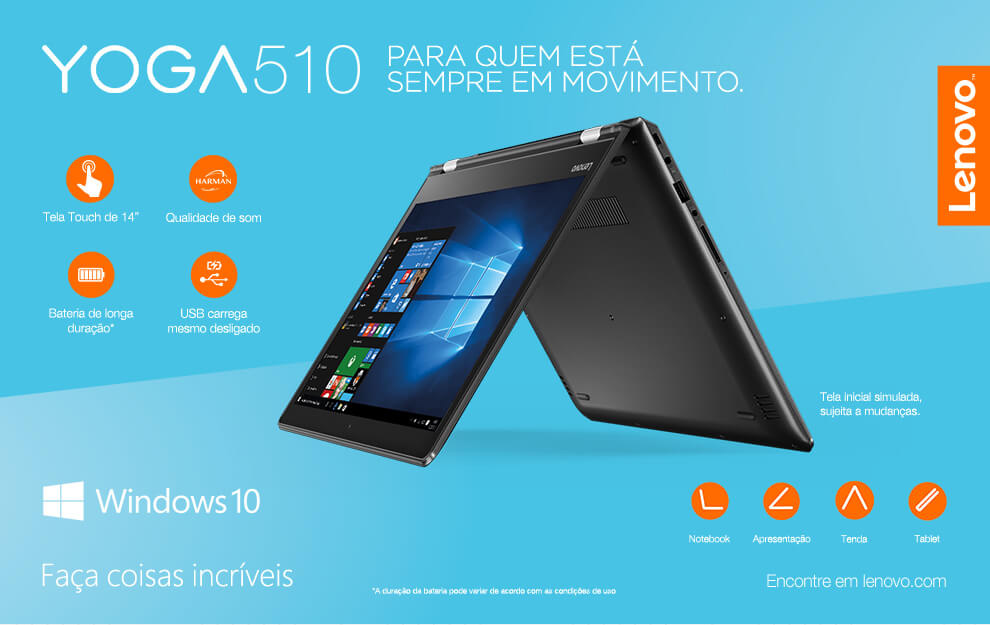 YOGA510
PARA QUEM ESTÁ
SEMPRE EM MOVIMENTO.
Lenovo™
HARMAN
Tela Touch de 14”
Qualidade de som
Bateria de longa
duração*
USB carrega
mesmo desligado
Lenovo
Tela inicial simulada,
sujeita a mudanças.
Windows 10
Notebook
Apresentação
Tenda
Tablet
Faça coisas incríveis
*A duração da bateria pode variar de acordo com as condições de uso
Encontre em lenovo.com